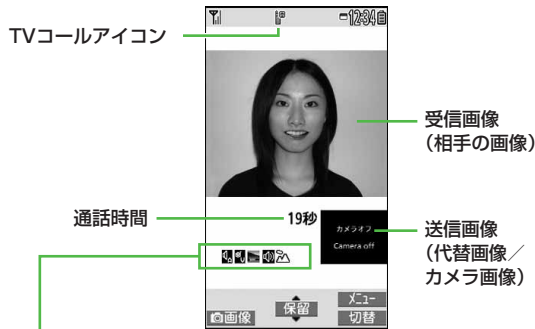 12:34
TVコールアイコン
受信画像
(相手の画像)
通話時間
19秒
カメラオフ
Camera off
送信画像
(代替画像／
カメラ画像)
メニュー
画像
保留
切替